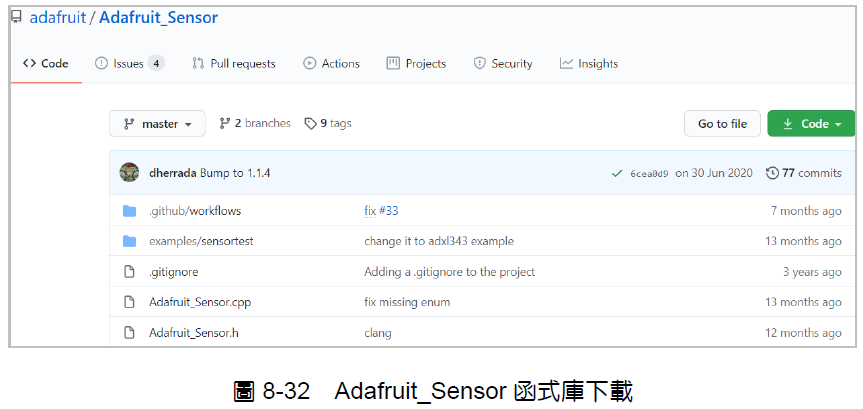 adafruit / Adafruit_Sensor
Code Issues 4 Pull requests Actions Projects Security Insights
master 2 branches 9 tags Go to file Code
dherrada Bump to 1.1.4 6cea0d9 on 30 Jun 2020 77 commits
.github/workflows fix #33 7 months ago
examples/sensortest change it to adxl343 example 13 months ago
.gitignore Adding a .gitignore to the project 3 years ago
Adafruit_Sensor.cpp fix missing enum 13 months ago
Adafruit_Sensor.h clang 12 months ago
圖 8-32 Adafruit_Sensor 函式庫下載